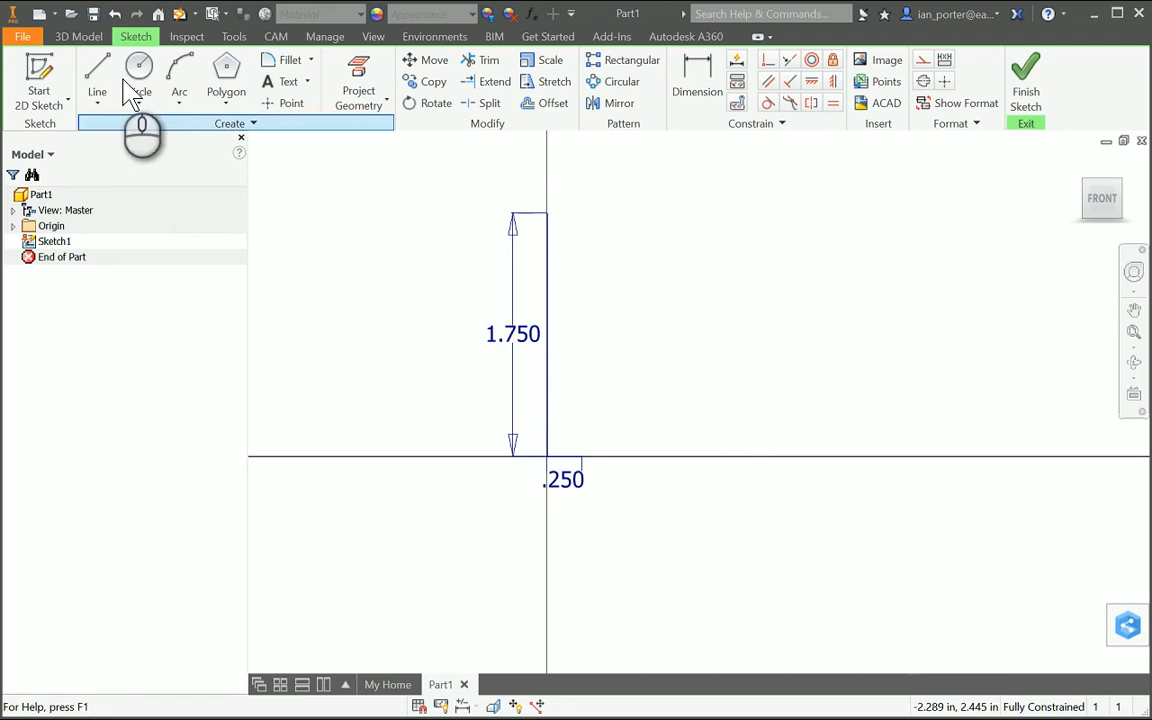 Material
Appearance
Part1
Search Help & Commands...
ian_porter@ea...
PRO
File
3D Model
Sketch
Inspect
Tools
CAM
Manage
View
Environments
BIM
Get Started
Add-Ins
Autodesk A360
Start
2D Sketch
Line
Arc
Polygon
Fillet
Text
Point
Project
Geometry
Move
Copy
Rotate
Trim
Extend
Split
Scale
Stretch
Offset
Rectangular
Circular
Mirror
Dimension
Image
Points
ACAD
Show Format
Finish
Sketch
Sketch
Create
Modify
Pattern
Constrain
Insert
Format
Exit
Model
Part1
View: Master
Origin
Sketch1
End of Part
FRONT
1.750
.250
My Home
Part1
For Help, press F1
-2.289 in, 2.445 in
Fully Constrained
1
1